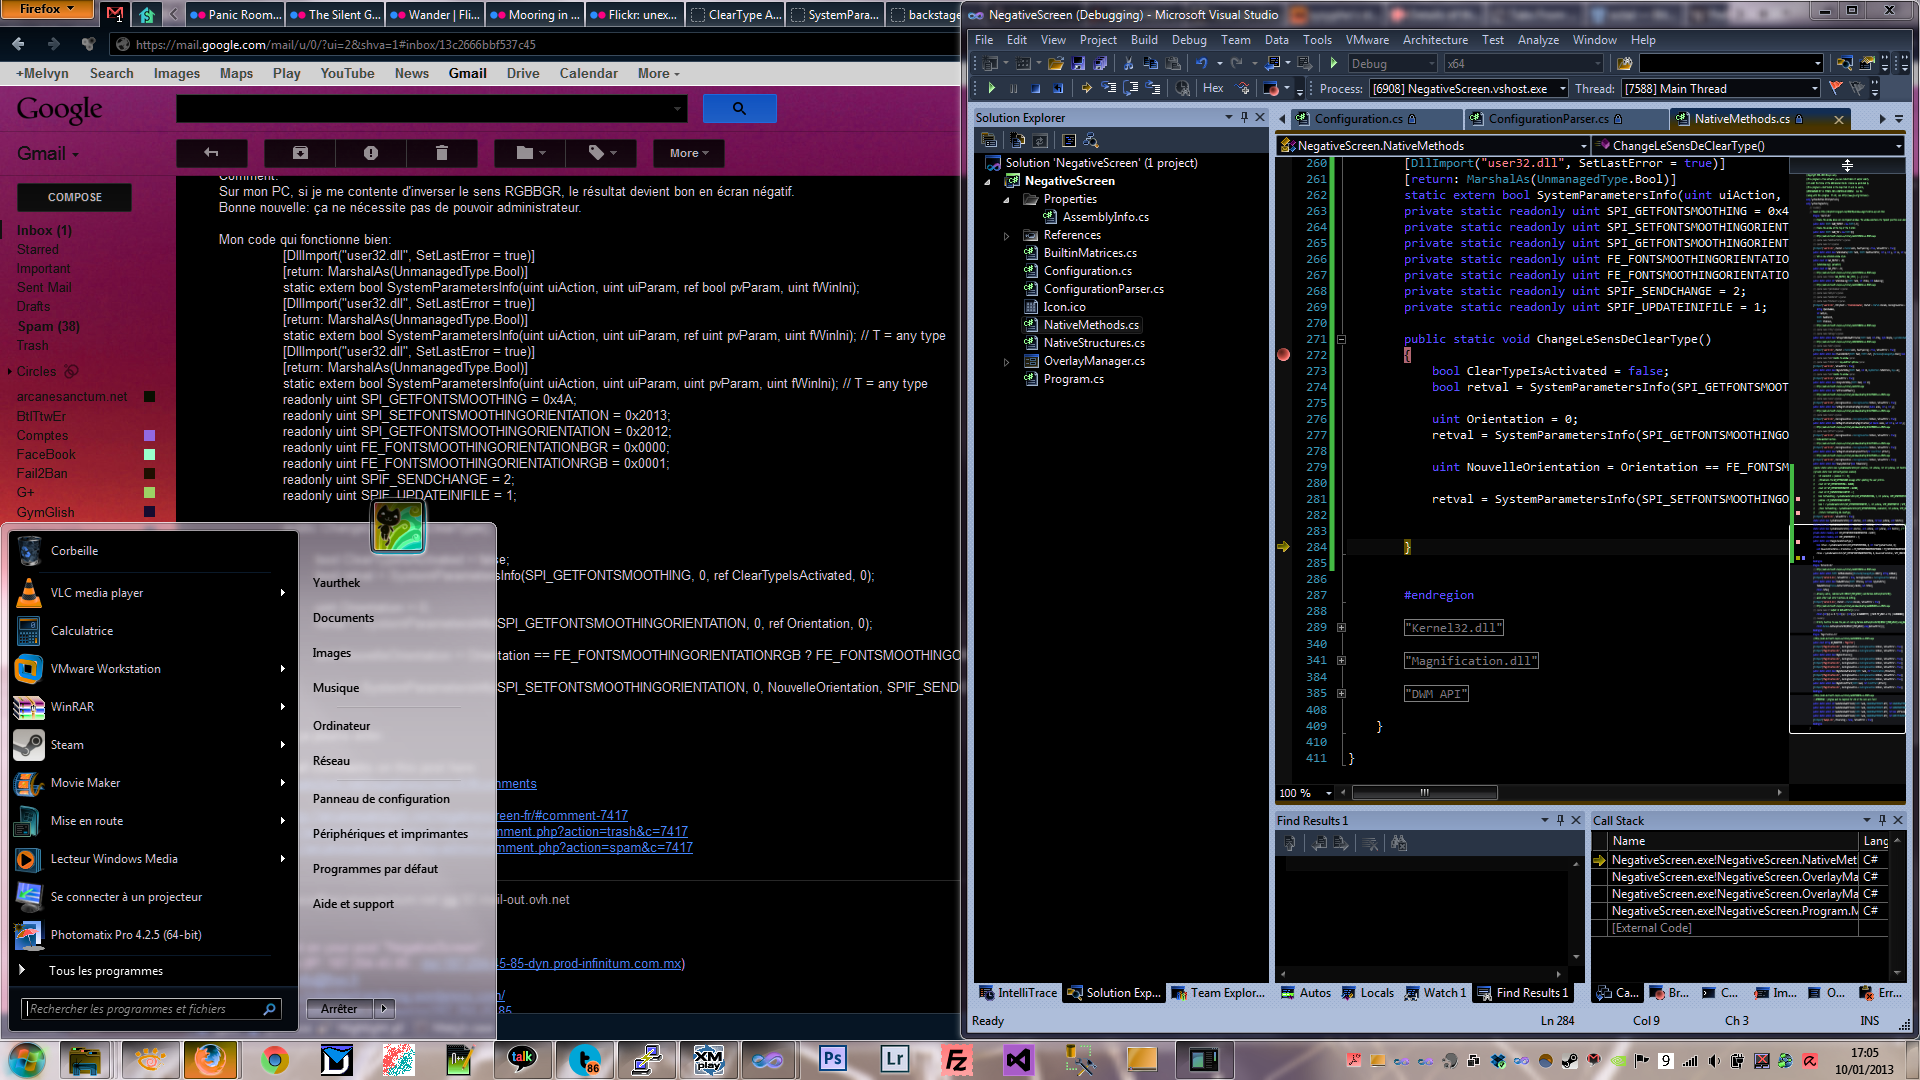 Firefox
Panic Room...
The Silent G...
Wander | Fli...
Mooring in ...
Flickr: unex...
ClearType A...
SystemPara...
backstage
https://mail.google.com/mail/u/0/?ui=2&shva=1#inbox/13c2666bbf537c45
+Melvyn Search Images Maps Play YouTube News Gmail Drive Calendar More
Google
Gmail
More
COMPOSE
Inbox (1)
Starred
Important
Sent Mail
Drafts
Spam (38)
Trash
Circles
arcanesanctum.net
BtlTtwEr
Comptes
FaceBook
Fail2Ban
G+
GymGlish
Comment:
Sur mon PC, si je me contente d'inverser le sens RGBBGR, le résultat devient bon en écran négatif.
Bonne nouvelle: ça ne nécessite pas de pouvoir administrateur.
Mon code qui fonctionne bien:
[DllImport("user32.dll", SetLastError = true)]
[return: MarshalAs(UnmanagedType.Bool)]
static extern bool SystemParametersInfo(uint uiAction, uint uiParam, ref bool pvParam, uint fWinIni);
[DllImport("user32.dll", SetLastError = true)]
[return: MarshalAs(UnmanagedType.Bool)]
static extern bool SystemParametersInfo(uint uiAction, uint uiParam, ref uint pvParam, uint fWinIni); // T = any type
[DllImport("user32.dll", SetLastError = true)]
[return: MarshalAs(UnmanagedType.Bool)]
static extern bool SystemParametersInfo(uint uiAction, uint uiParam, uint pvParam, uint fWinIni); // T = any type
readonly uint SPI_GETFONTSMOOTHING = 0x4A;
readonly uint SPI_SETFONTSMOOTHINGORIENTATION = 0x2013;
readonly uint SPI_GETFONTSMOOTHINGORIENTATION = 0x2012;
readonly uint FE_FONTSMOOTHINGORIENTATIONBGR = 0x0000;
readonly uint FE_FONTSMOOTHINGORIENTATIONRGB = 0x0001;
readonly uint SPIF_SENDCHANGE = 2;
readonly uint SPIF_UPDATEINIFILE = 1;
;
sInfo(SPI_GETFONTSMOOTHING, 0, ref ClearTypeIsActivated, 0);
SPI_GETFONTSMOOTHINGORIENTATION, 0, ref Orientation, 0);
ntation == FE_FONTSMOOTHINGORIENTATIONRGB ? FE_FONTSMOOTHINGO
SPI_SETFONTSMOOTHINGORIENTATION, 0, NouvelleOrientation, SPIF_SEND
mments
een-fr/#comment-7417
mment.php?action=trash&c=7417
mment.php?action=spam&c=7417
il-out.ovh.net
5-85-dyn.prod-infinitum.com.mx)
Corbeille
VLC media player
Calculatrice
VMware Workstation
WinRAR
Steam
Movie Maker
Mise en route
Lecteur Windows Media
Se connecter à un projecteur
Photomatix Pro 4.2.5 (64-bit)
Tous les programmes
Rechercher les programmes et fichiers
Yaurthek
Documents
Images
Musique
Ordinateur
Réseau
Panneau de configuration
Périphériques et imprimantes
Programmes par défaut
Aide et support
Arrêter
NegativeScreen (Debugging) - Microsoft Visual Studio
File Edit View Project Build Debug Team Data Tools VMware Architecture Test Analyze Window Help
Debug x64
Hex Process: [6908] NegativeScreen.vshost.exe Thread: [7588] Main Thread
Solution Explorer
Solution 'NegativeScreen' (1 project)
NegativeScreen
Properties
AssemblyInfo.cs
References
BuiltinMatrices.cs
Configuration.cs
ConfigurationParser.cs
Icon.ico
NativeMethods.cs
NativeStructures.cs
OverlayManager.cs
Program.cs
IntelliTrace Solution Exp... Team Explor...
Configuration.cs ConfigurationParser.cs NativeMethods.cs
NegativeScreen.NativeMethods ChangeLeSensDeClearType()
260 [DllImport("user32.dll", SetLastError = true)]
261 [return: MarshalAs(UnmanagedType.Bool)]
262 static extern bool SystemParametersInfo(uint uiAction,
263 private static readonly uint SPI_GETFONTSMOOTHING = 0x4
264 private static readonly uint SPI_SETFONTSMOOTHINGORIENT
265 private static readonly uint SPI_GETFONTSMOOTHINGORIENT
266 private static readonly uint FE_FONTSMOOTHINGORIENTATIO
267 private static readonly uint FE_FONTSMOOTHINGORIENTATIO
268 private static readonly uint SPIF_SENDCHANGE = 2;
269 private static readonly uint SPIF_UPDATEINIFILE = 1;
270
271 public static void ChangeLeSensDeClearType()
272 {
273 bool ClearTypeIsActivated = false;
274 bool retval = SystemParametersInfo(SPI_GETFONTSMOOT
275
276 uint Orientation = 0;
277 retval = SystemParametersInfo(SPI_GETFONTSMOOTHINGO
278
279 uint NouvelleOrientation = Orientation == FE_FONTSM
280
281 retval = SystemParametersInfo(SPI_SETFONTSMOOTHINGO
282
283
284 }
285
286
287 #endregion
288
289 "Kernel32.dll"
340
341 "Magnification.dll"
384
385 "DWM API"
408
409 }
410
411 }
100 %
Find Results 1
Autos Locals Watch 1 Find Results 1
Call Stack
Name Lang
NegativeScreen.exe!NegativeScreen.NativeMet C#
NegativeScreen.exe!NegativeScreen.OverlayMa C#
NegativeScreen.exe!NegativeScreen.OverlayMa C#
NegativeScreen.exe!NegativeScreen.Program.M C#
[External Code]
Ca... Br... C... Im... O... Err...
Ready Ln 284 Col 9 Ch 3 INS
talk
86
XM play
Ps
Lr
Fz
9
17:05
10/01/2013